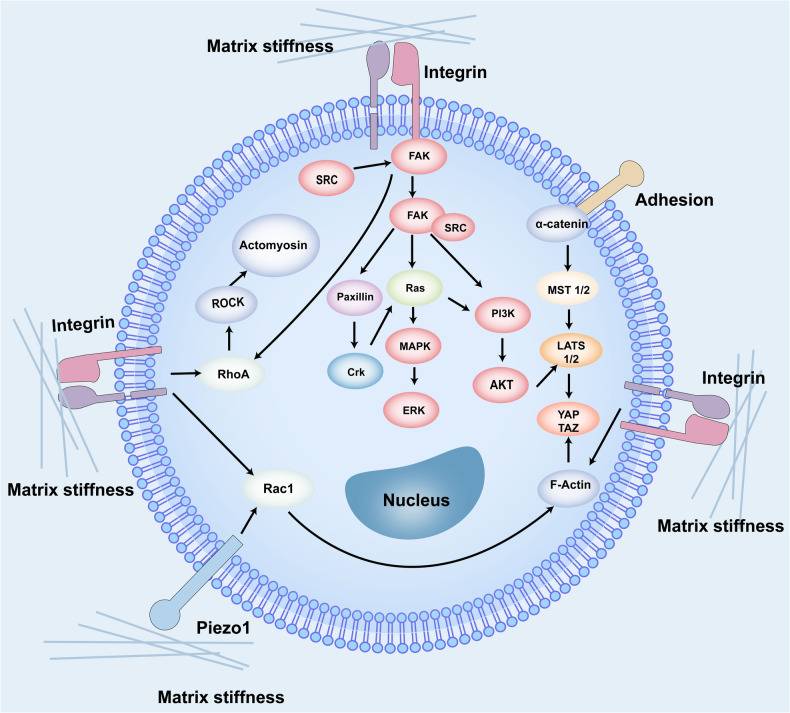 Matrix stiffness
Integrin
FAK
SRC
Adhesion
FAK
SRC
α-catenin
Actomyosin
MST 1/2
Paxillin
Ras
ROCK
PI3K
Integrin
MAPK
LATS
1/2
RhoA
Crk
AKT
Integrin
ERK
YAP
TAZ
Matrix stiffness
Rac1
Nucleus
F-Actin
Matrix stiffness
Piezo1
Matrix stiffness